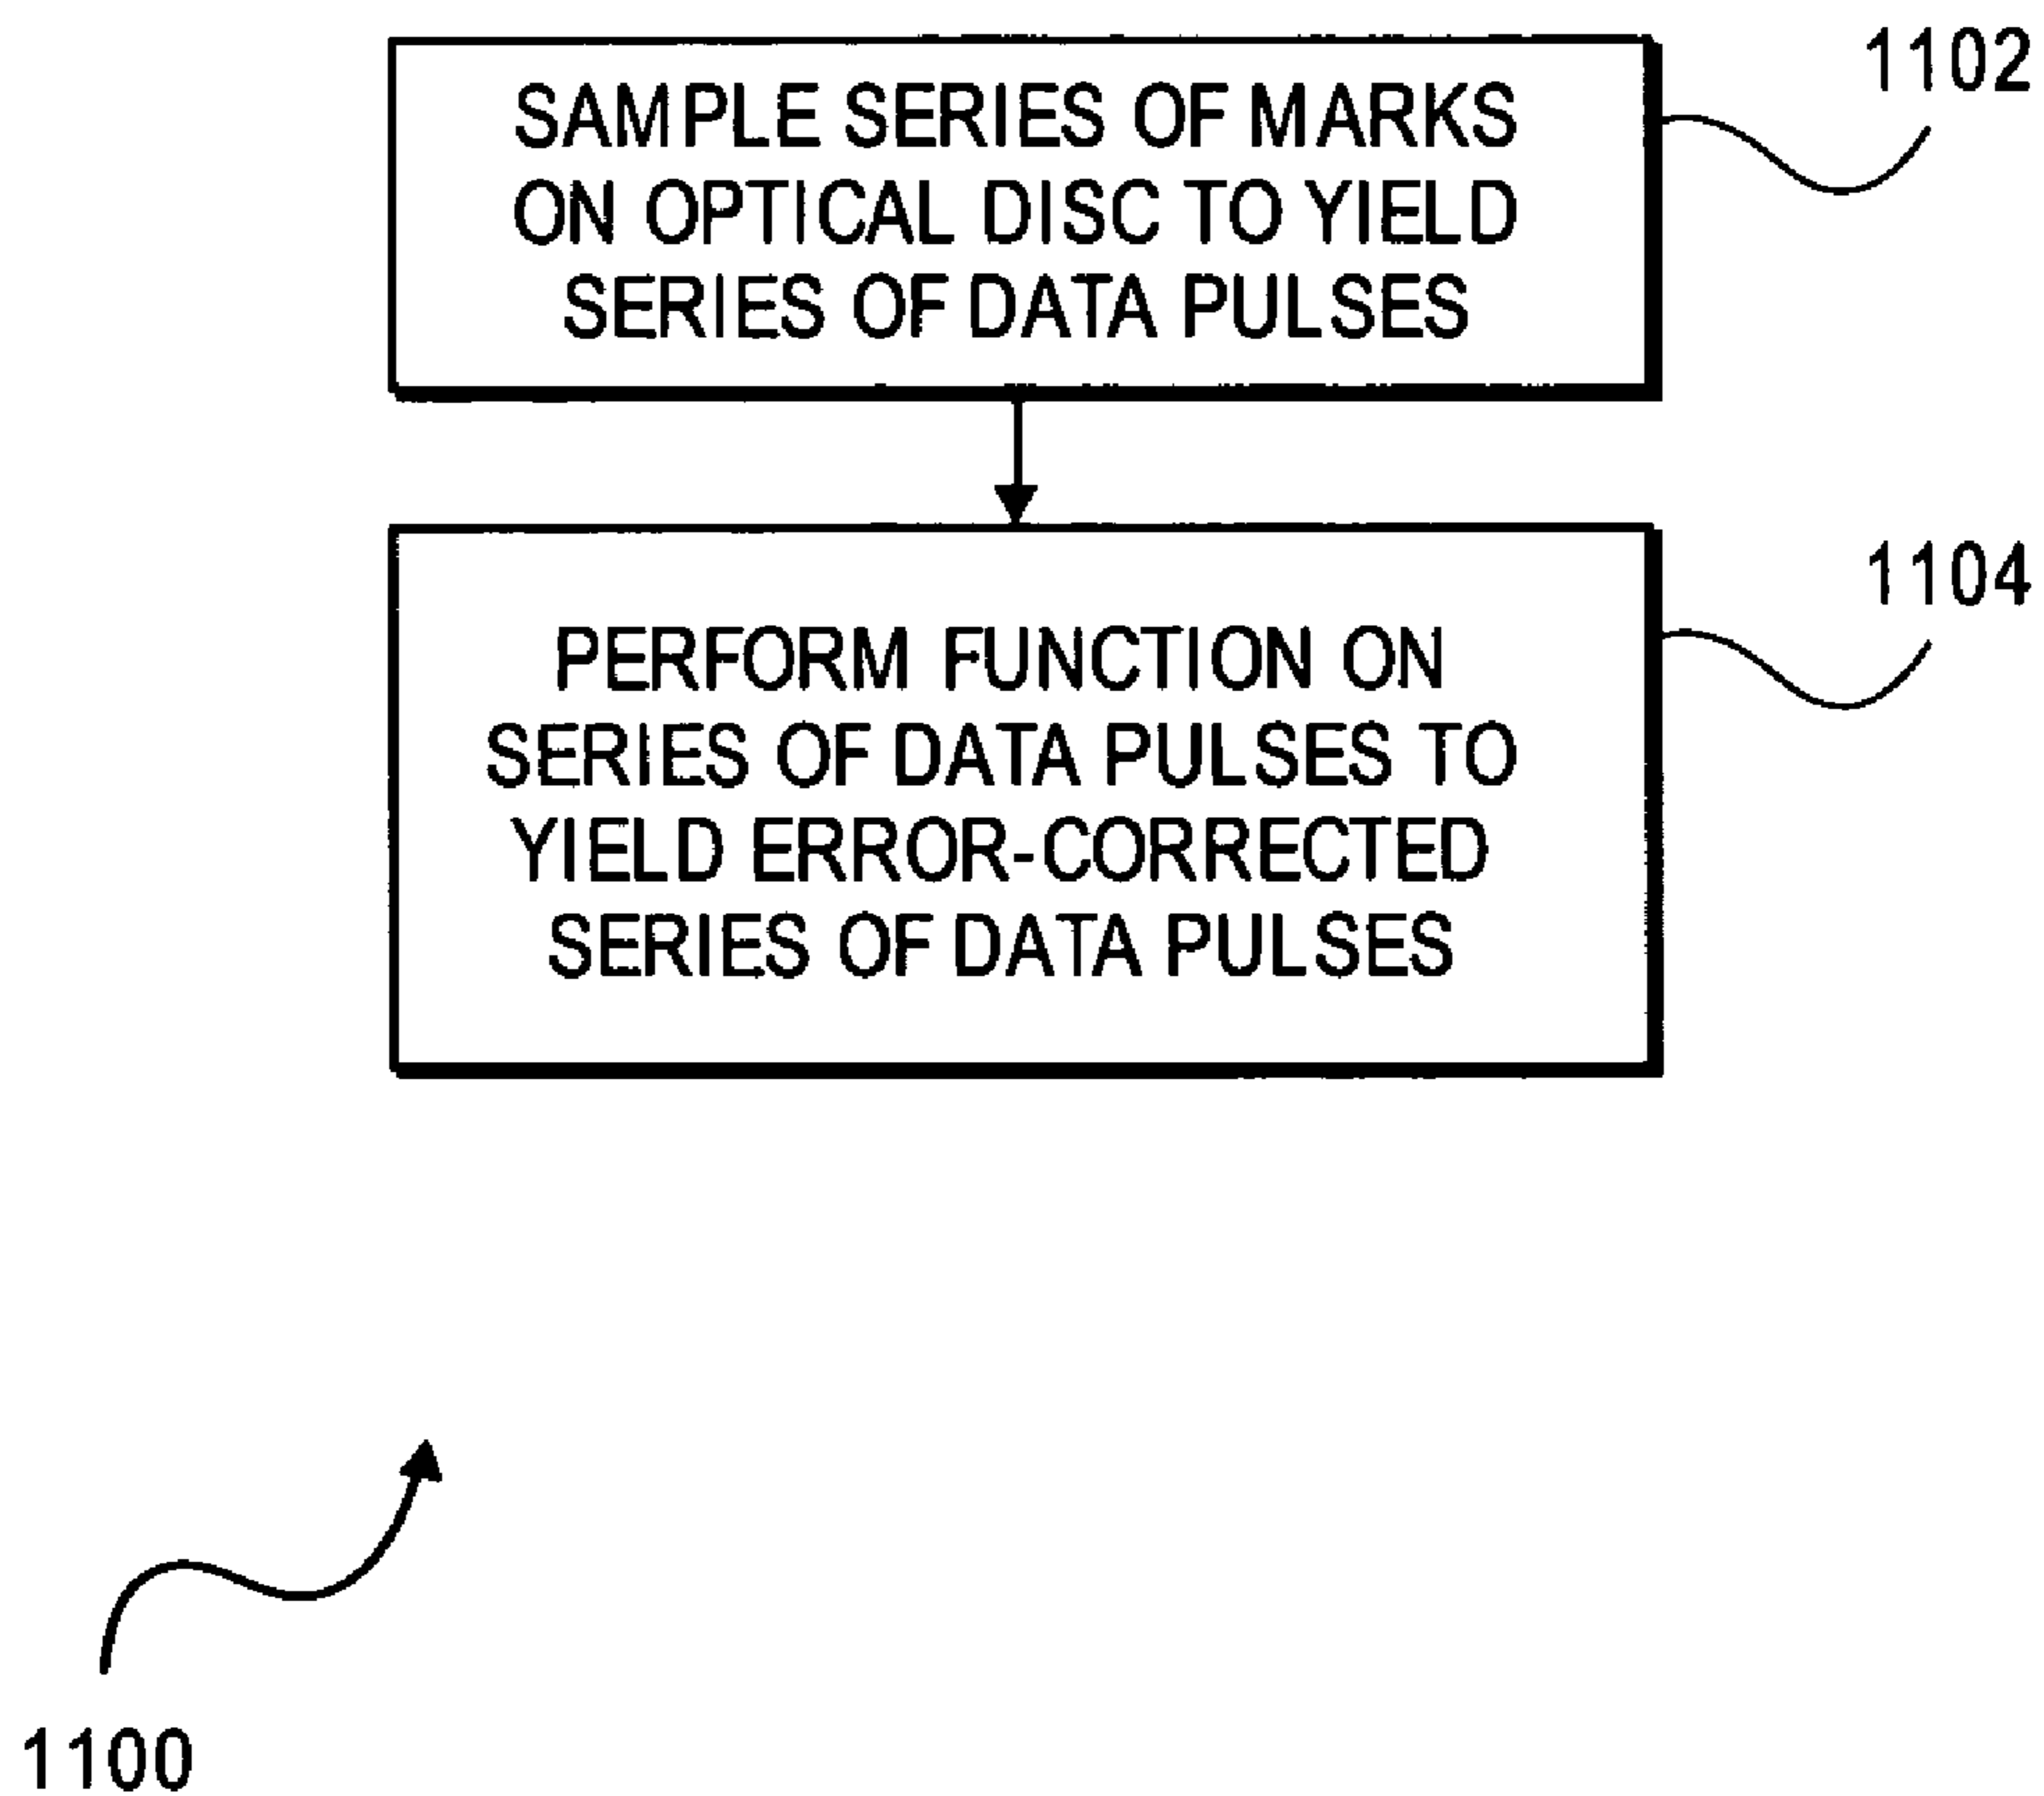 1102
SAMPLE SERIES OF MARKS
ON OPTICAL DISC TO YIELD
SERIES OF DATA PULSES
1104
PERFORM FUNCTION ON
SERIES OF DATA PULSES TO
YIELD ERROR-CORRECTED
SERIES OF DATA PULSES
1100